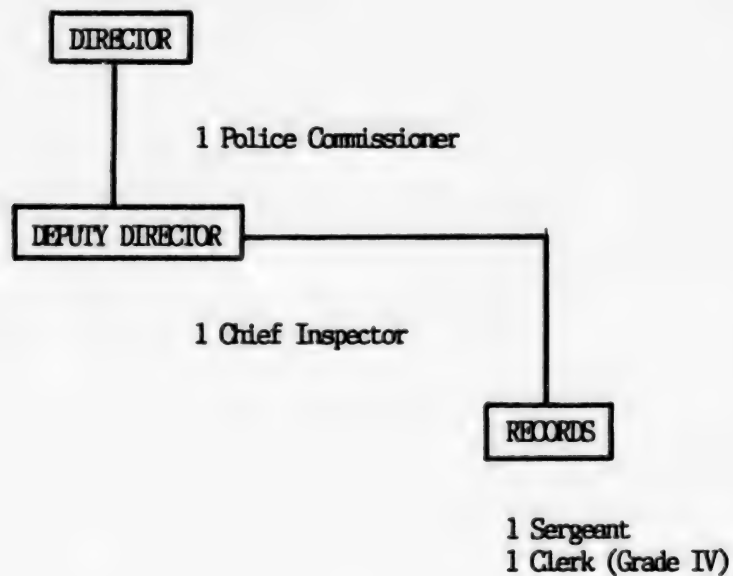 DIRECTOR
1 Police Commissioner
DEPUTY DIRECTOR
1 Chief Inspector
RECORDS
1 Sergeant
1 Clerk (Grade IV)